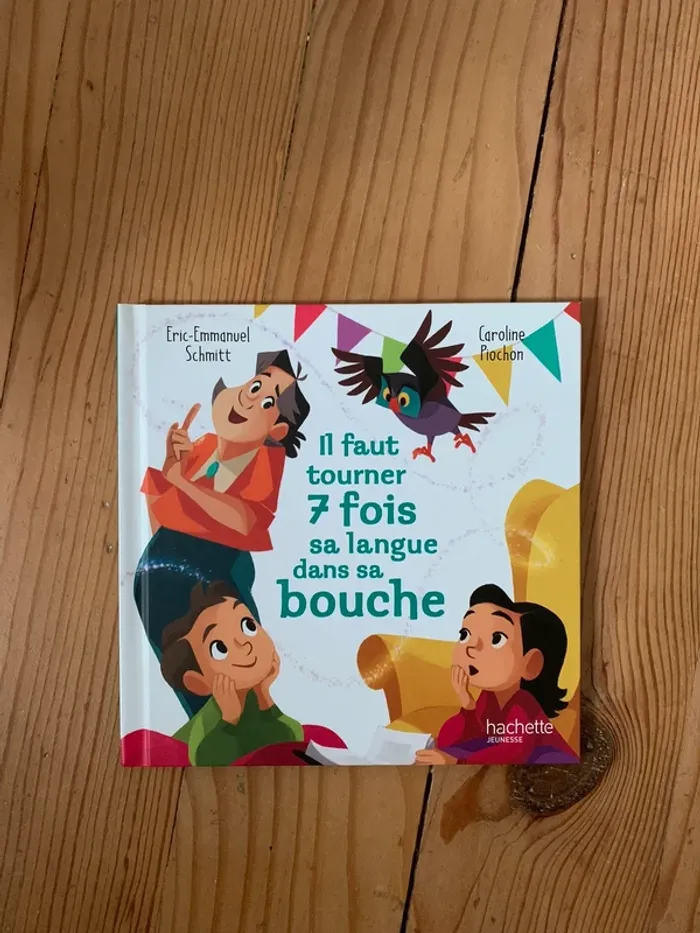 Eric-Emmanuel
Schmitt
Caroline
Piochon
Il faut
tourner
7 fois
sa langue
dans sa
bouche
hachette
JEUNESSE